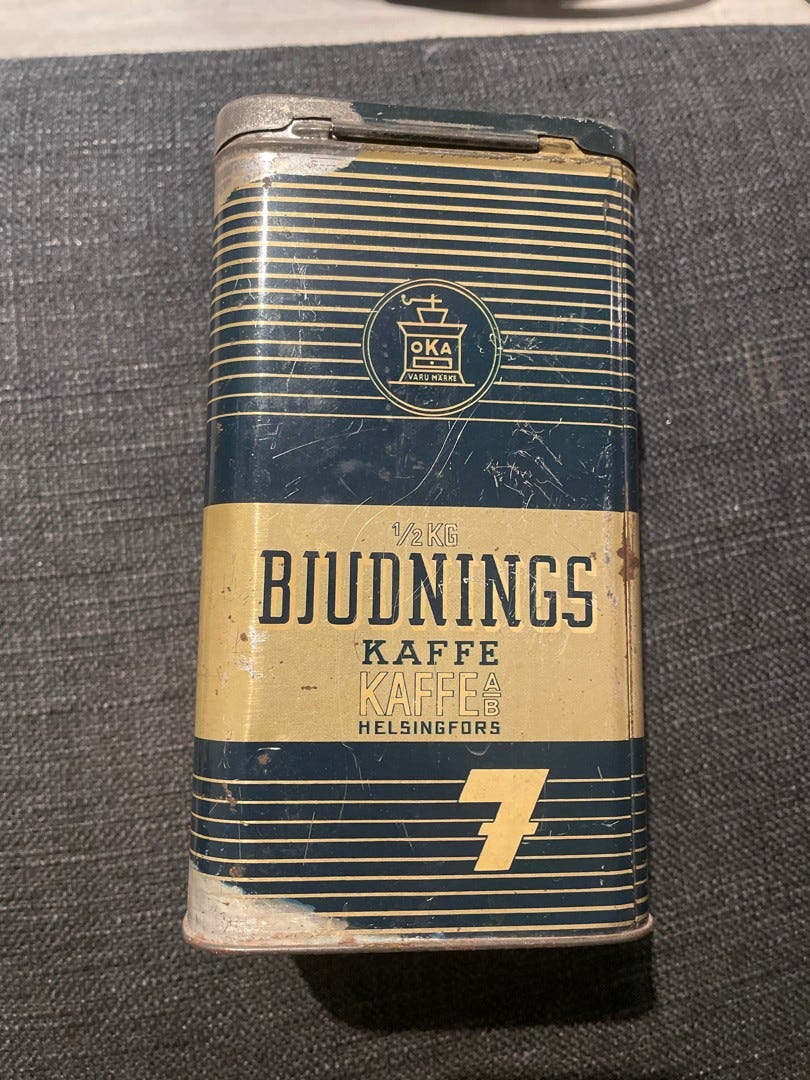 OKA
VARU MÄRKE
1/2 KG
BJUDNINGS
KAFFE
KAFFE A/B
HELSINGFORS
7